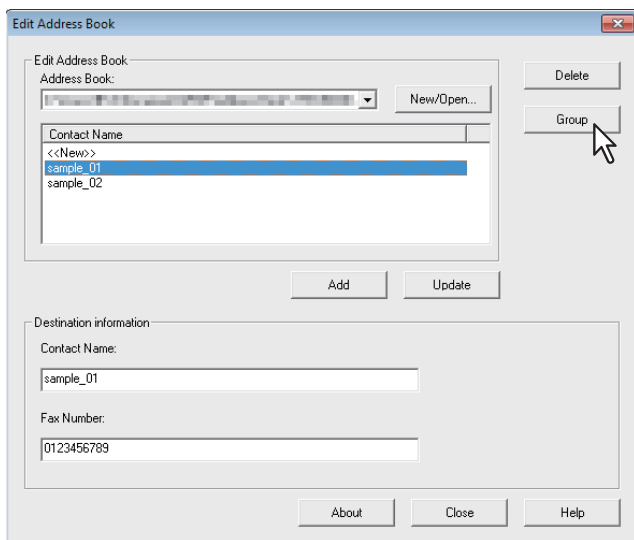 Edit Address Book
Edit Address Book
Address Book:
New/Open...
Delete
Group
Contact Name
<<New>>
sample_01
sample_02
Add
Update
Destination information
Contact Name:
sample_01
Fax Number:
0123456789
About
Close
Help